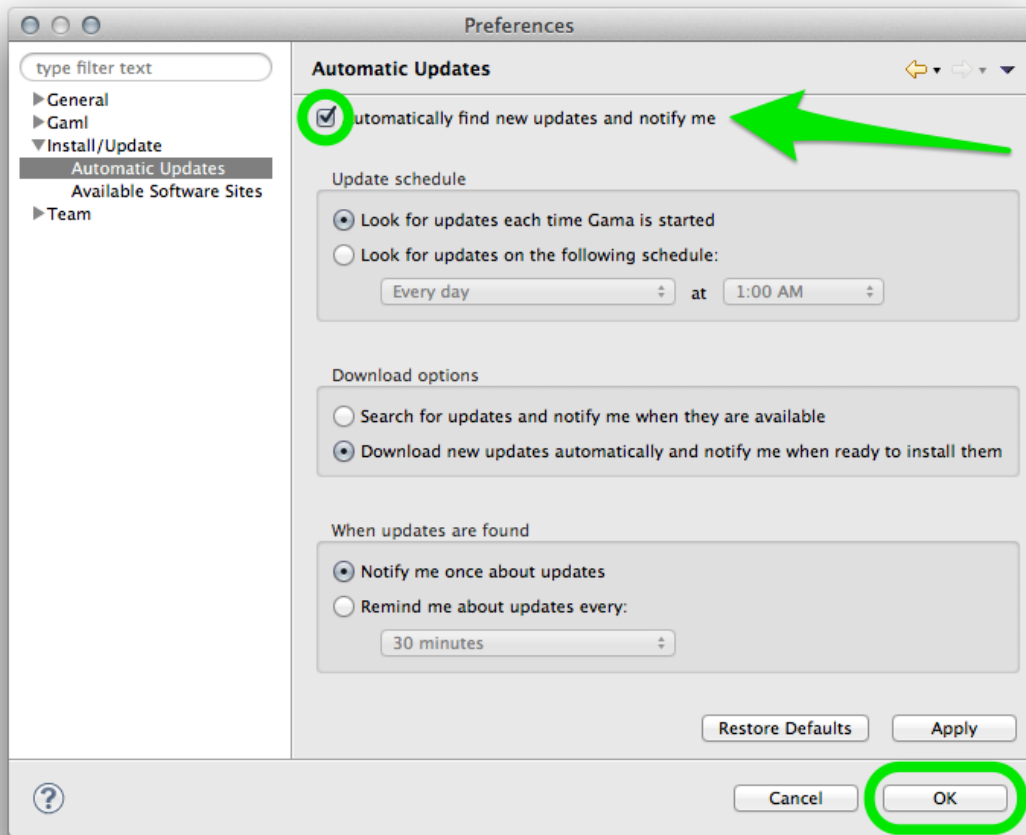 Preferences
type filter text
General
Gaml
Install/Update
Automatic Updates
Available Software Sites
Team
Automatic Updates
utomatically find new updates and notify me
Update schedule
Look for updates each time Gama is started
Look for updates on the following schedule:
Every day at 1:00 AM
Download options
Search for updates and notify me when they are available
Download new updates automatically and notify me when ready to install them
When updates are found
Notify me once about updates
Remind me about updates every:
30 minutes
Restore Defaults Apply
? Cancel OK